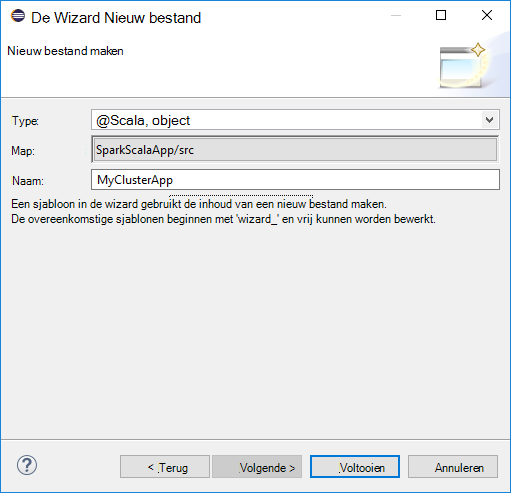 De Wizard Nieuw bestand
Nieuw bestand maken
Type: @Scala, object
Map: SparkScalaApp/src
Naam: MyClusterApp
Een sjabloon in de wizard gebruikt de inhoud van een nieuw bestand maken.
De overeenkomstige sjablonen beginnen met 'wizard_' en vrij kunnen worden bewerkt.
? < Terug Volgende > Voltooien Annuleren